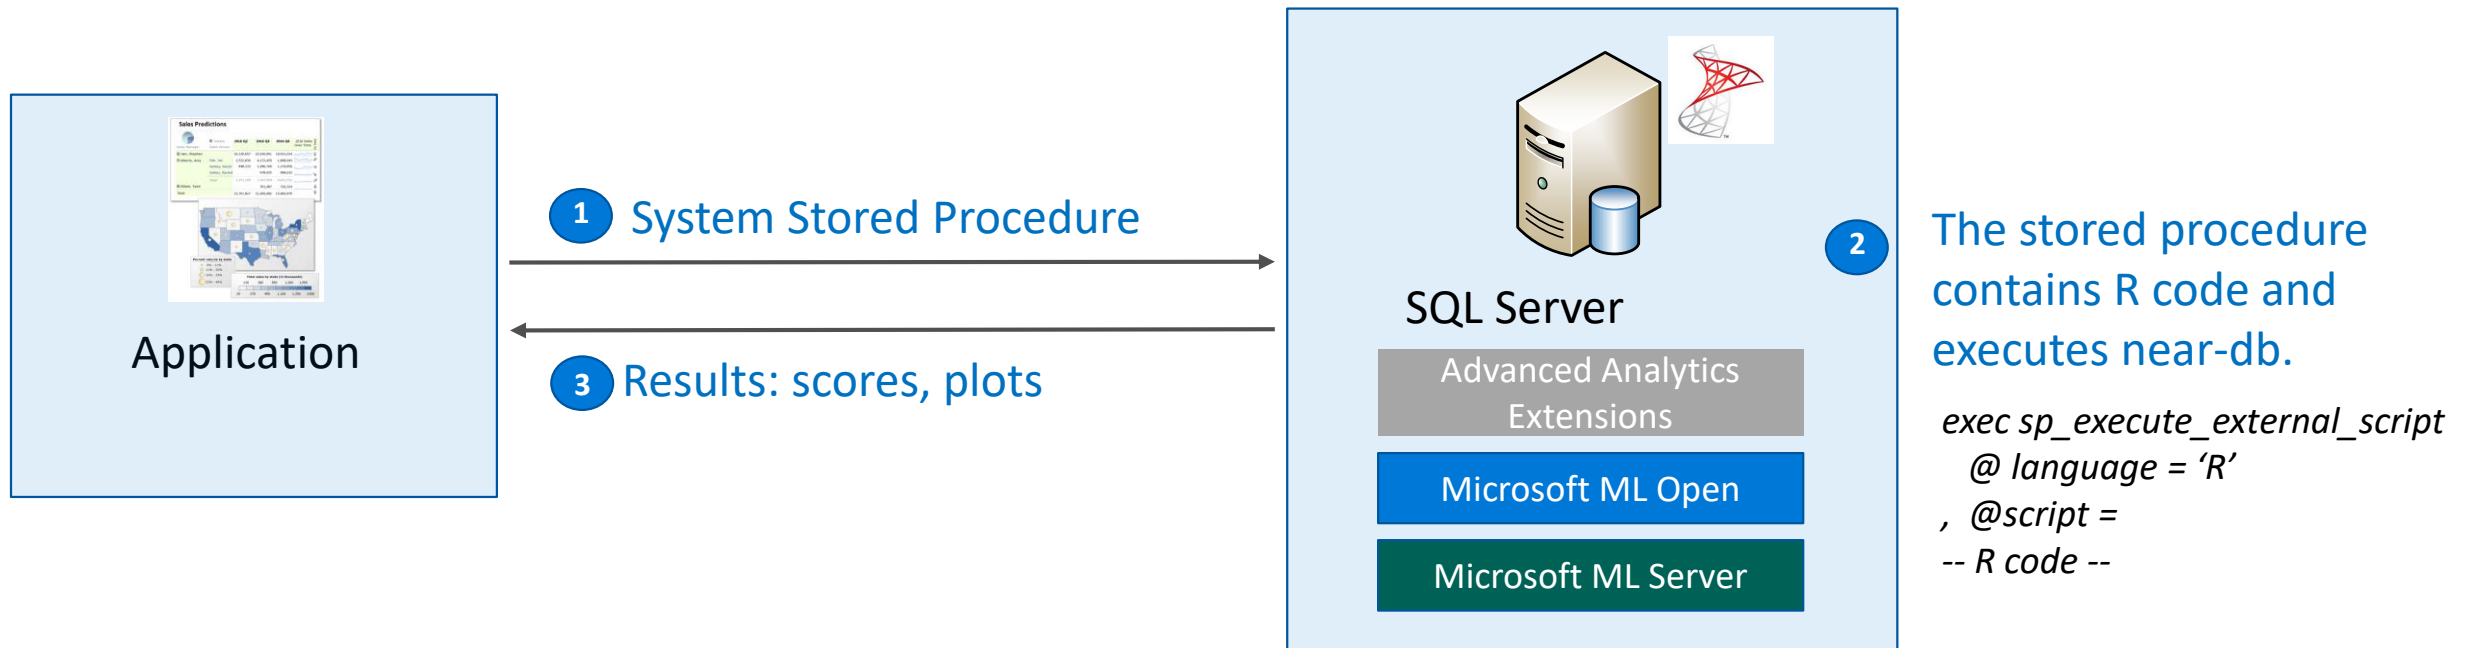 Sales Predictions
Application
1
System Stored Procedure
3
Results: scores, plots
SQL Server
Advanced Analytics
Extensions
Microsoft ML Open
Microsoft ML Server
2
The stored procedure
contains R code and
executes near-db.
exec sp_execute_external_script
@ language = ‘R’
, @script =
-- R code --